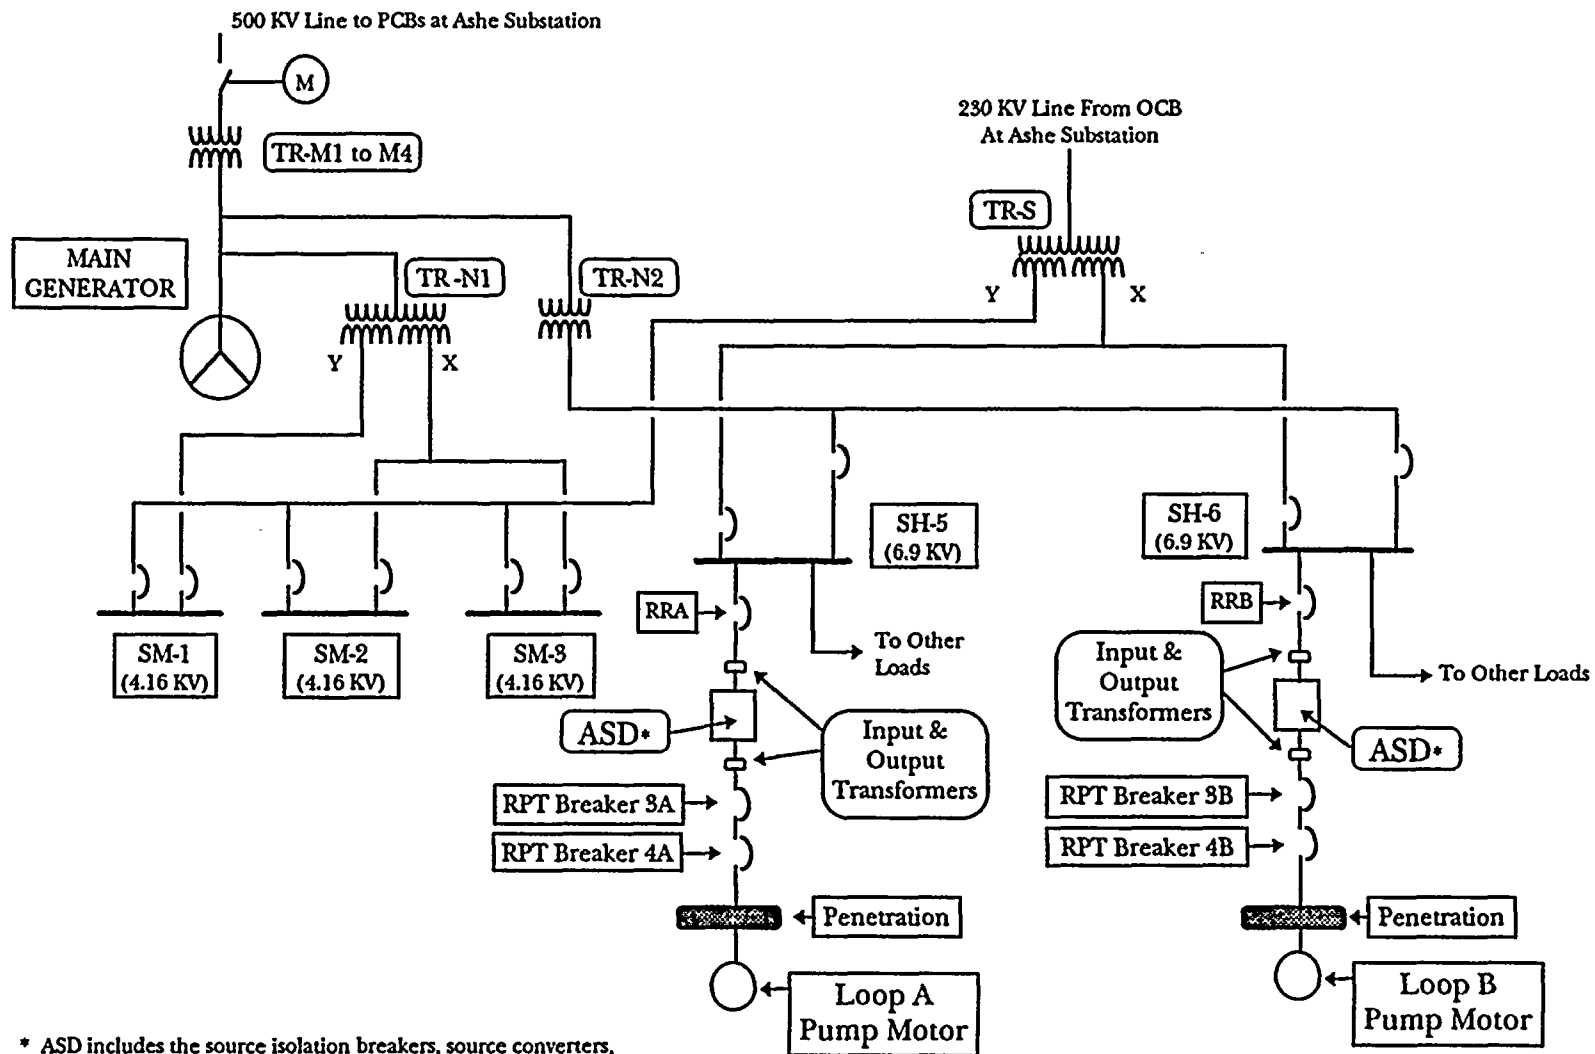 500 KV Line to PCBs at Ashe Substation
M
TR-M1 to M4
230 KV Line From OCB
At Ashe Substation
TR-S
MAIN
GENERATOR
TR-N1
TR-N2
Y
X
Y
X
SH-5
(6.9 KV)
SH-6
(6.9 KV)
RRA
RRB
SM-1
(4.16 KV)
SM-2
(4.16 KV)
SM-3
(4.16 KV)
To Other
Loads
Input &
Output
Transformers
To Other Loads
ASD*
Input &
Output
Transformers
ASD*
RPT Breaker 3A
RPT Breaker 3B
RPT Breaker 4A
RPT Breaker 4B
Penetration
Penetration
Loop A
Pump Motor
Loop B
Pump Motor
* ASD includes the source isolation breakers, source converters,